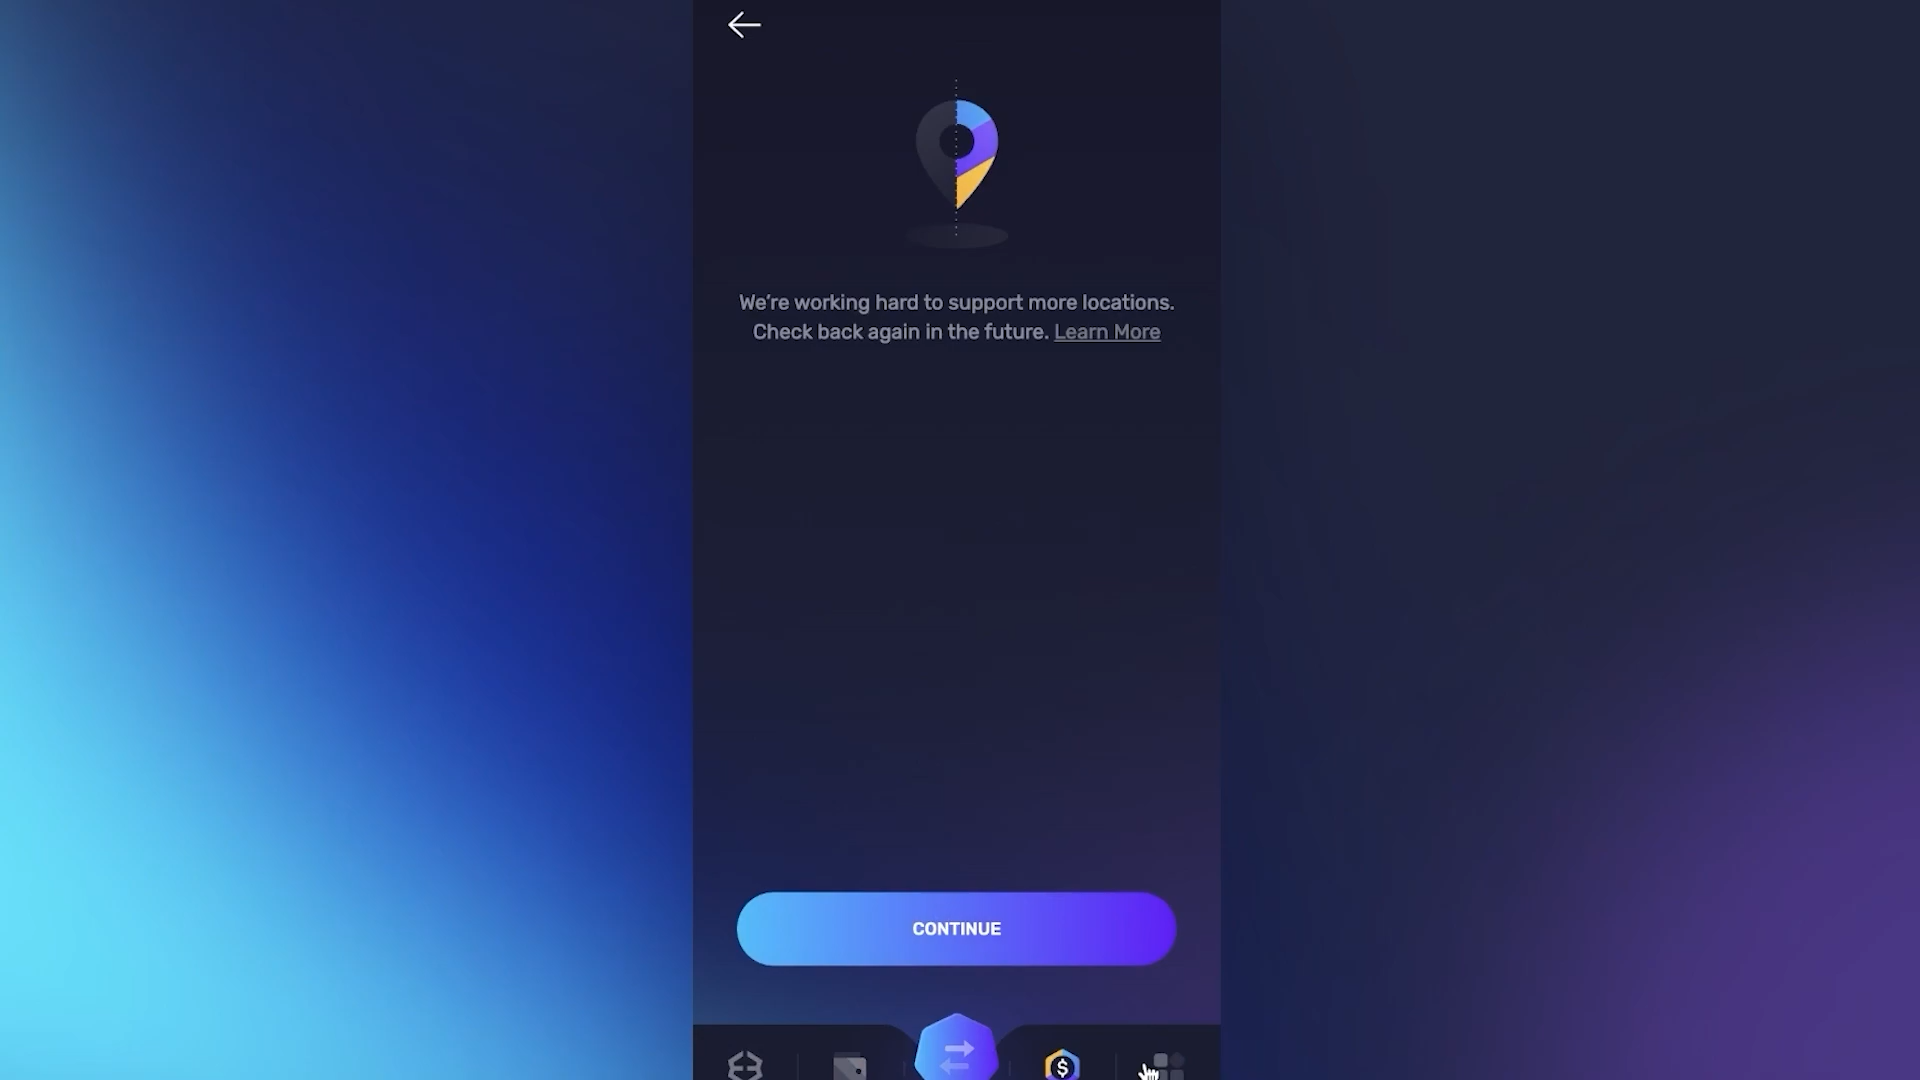 We're working hard to support more locations.
Check back again in the future. Learn More
CONTINUE
$